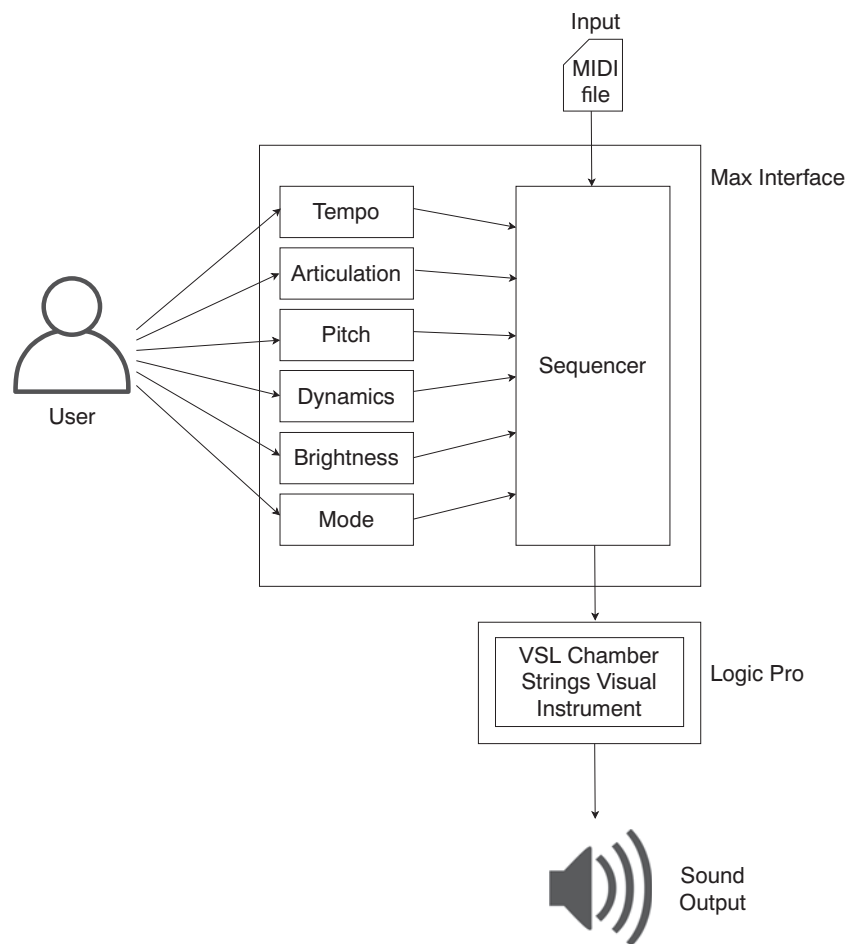 Input
MIDI
file
Max Interface
Tempo
Articulation
Pitch
Dynamics
Brightness
Mode
Sequencer
User
VSL Chamber
Strings Visual
Instrument
Logic Pro
Sound
Output